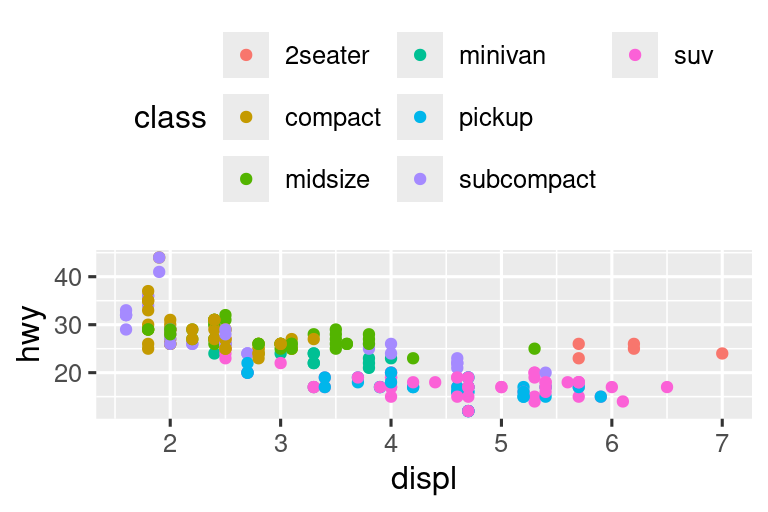 2seater minivan suv
class compact pickup
midsize subcompact
hwy
40
30
20
2 3 4 5 6 7
displ